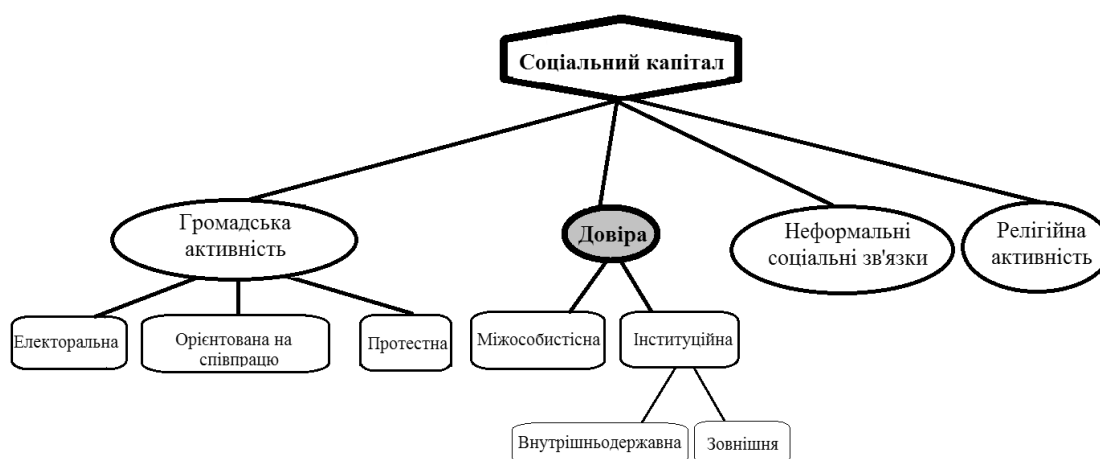 Соціальний капітал
Громадська
активність
Довіра
Неформальні
соціальні зв'язки
Релігійна
активність
Електоральна
Орієнтована на
співпрацю
Протестна
Міжособистісна
Інституційна
Внутрішньодержавна
Зовнішня